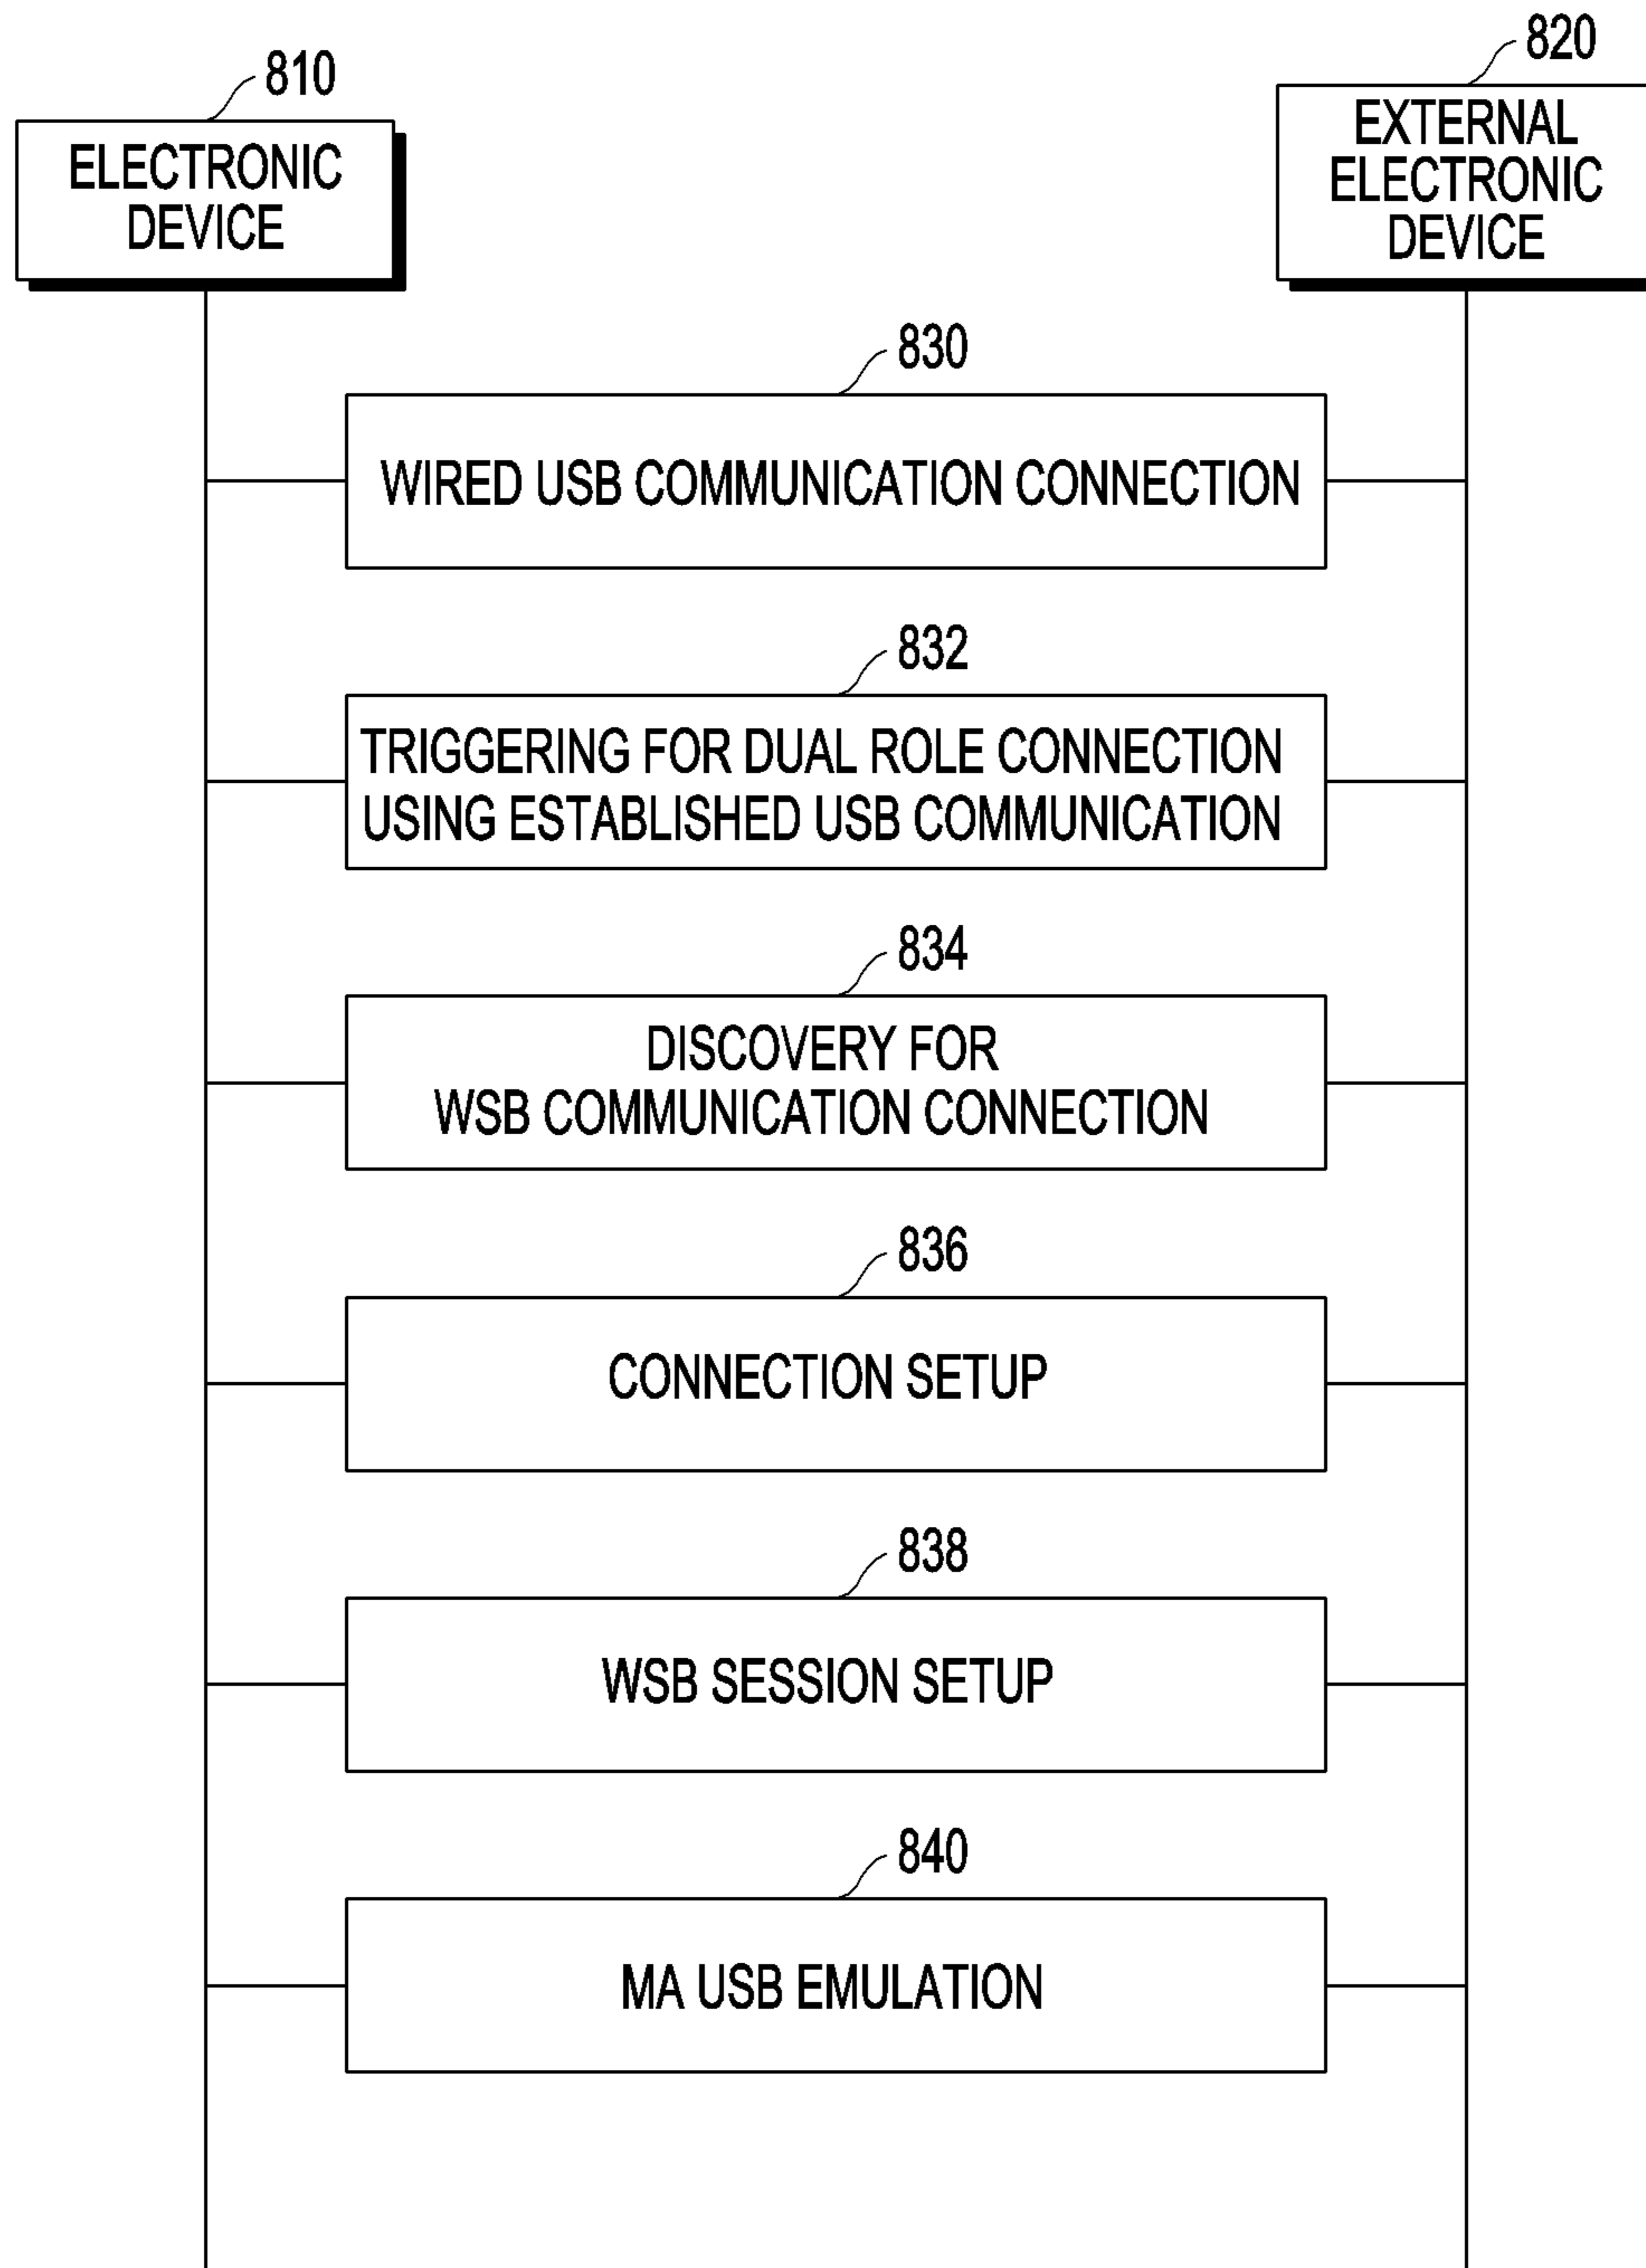 810
ELECTRONIC
DEVICE
820
EXTERNAL
ELECTRONIC
DEVICE
830
WIRED USB COMMUNICATION CONNECTION
832
TRIGGERING FOR DUAL ROLE CONNECTION
USING ESTABLISHED USB COMMUNICATION
834
DISCOVERY FOR
WSB COMMUNICATION CONNECTION
836
CONNECTION SETUP
838
WSB SESSION SETUP
840
MA USB EMULATION